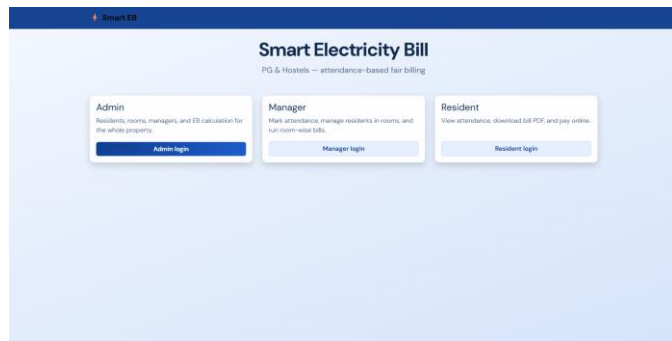 Smart EB
Smart Electricity Bill
PG & Hostels — attendance-based fair billing
Admin
Residents, rooms, managers, and EB calculation for
the whole property.
Admin login
Manager
Mark attendance, manage residents in rooms, and
run room-wise bills.
Manager login
Resident
View attendance, download bill PDF, and pay online.
Resident login